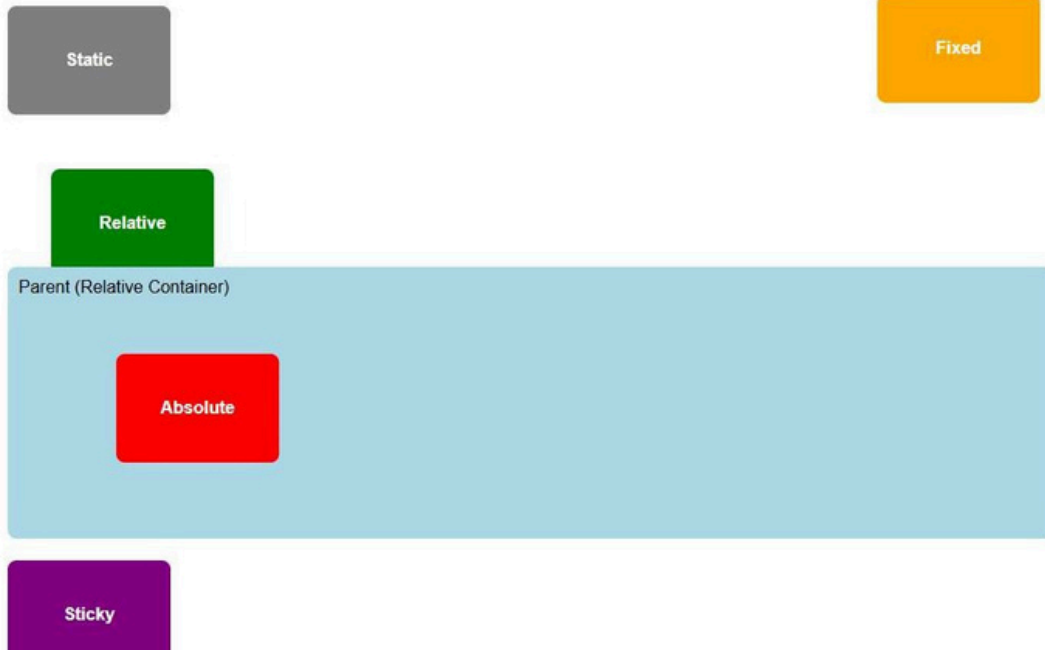 Static
Fixed
Relative
Parent (Relative Container)
Absolute
Sticky